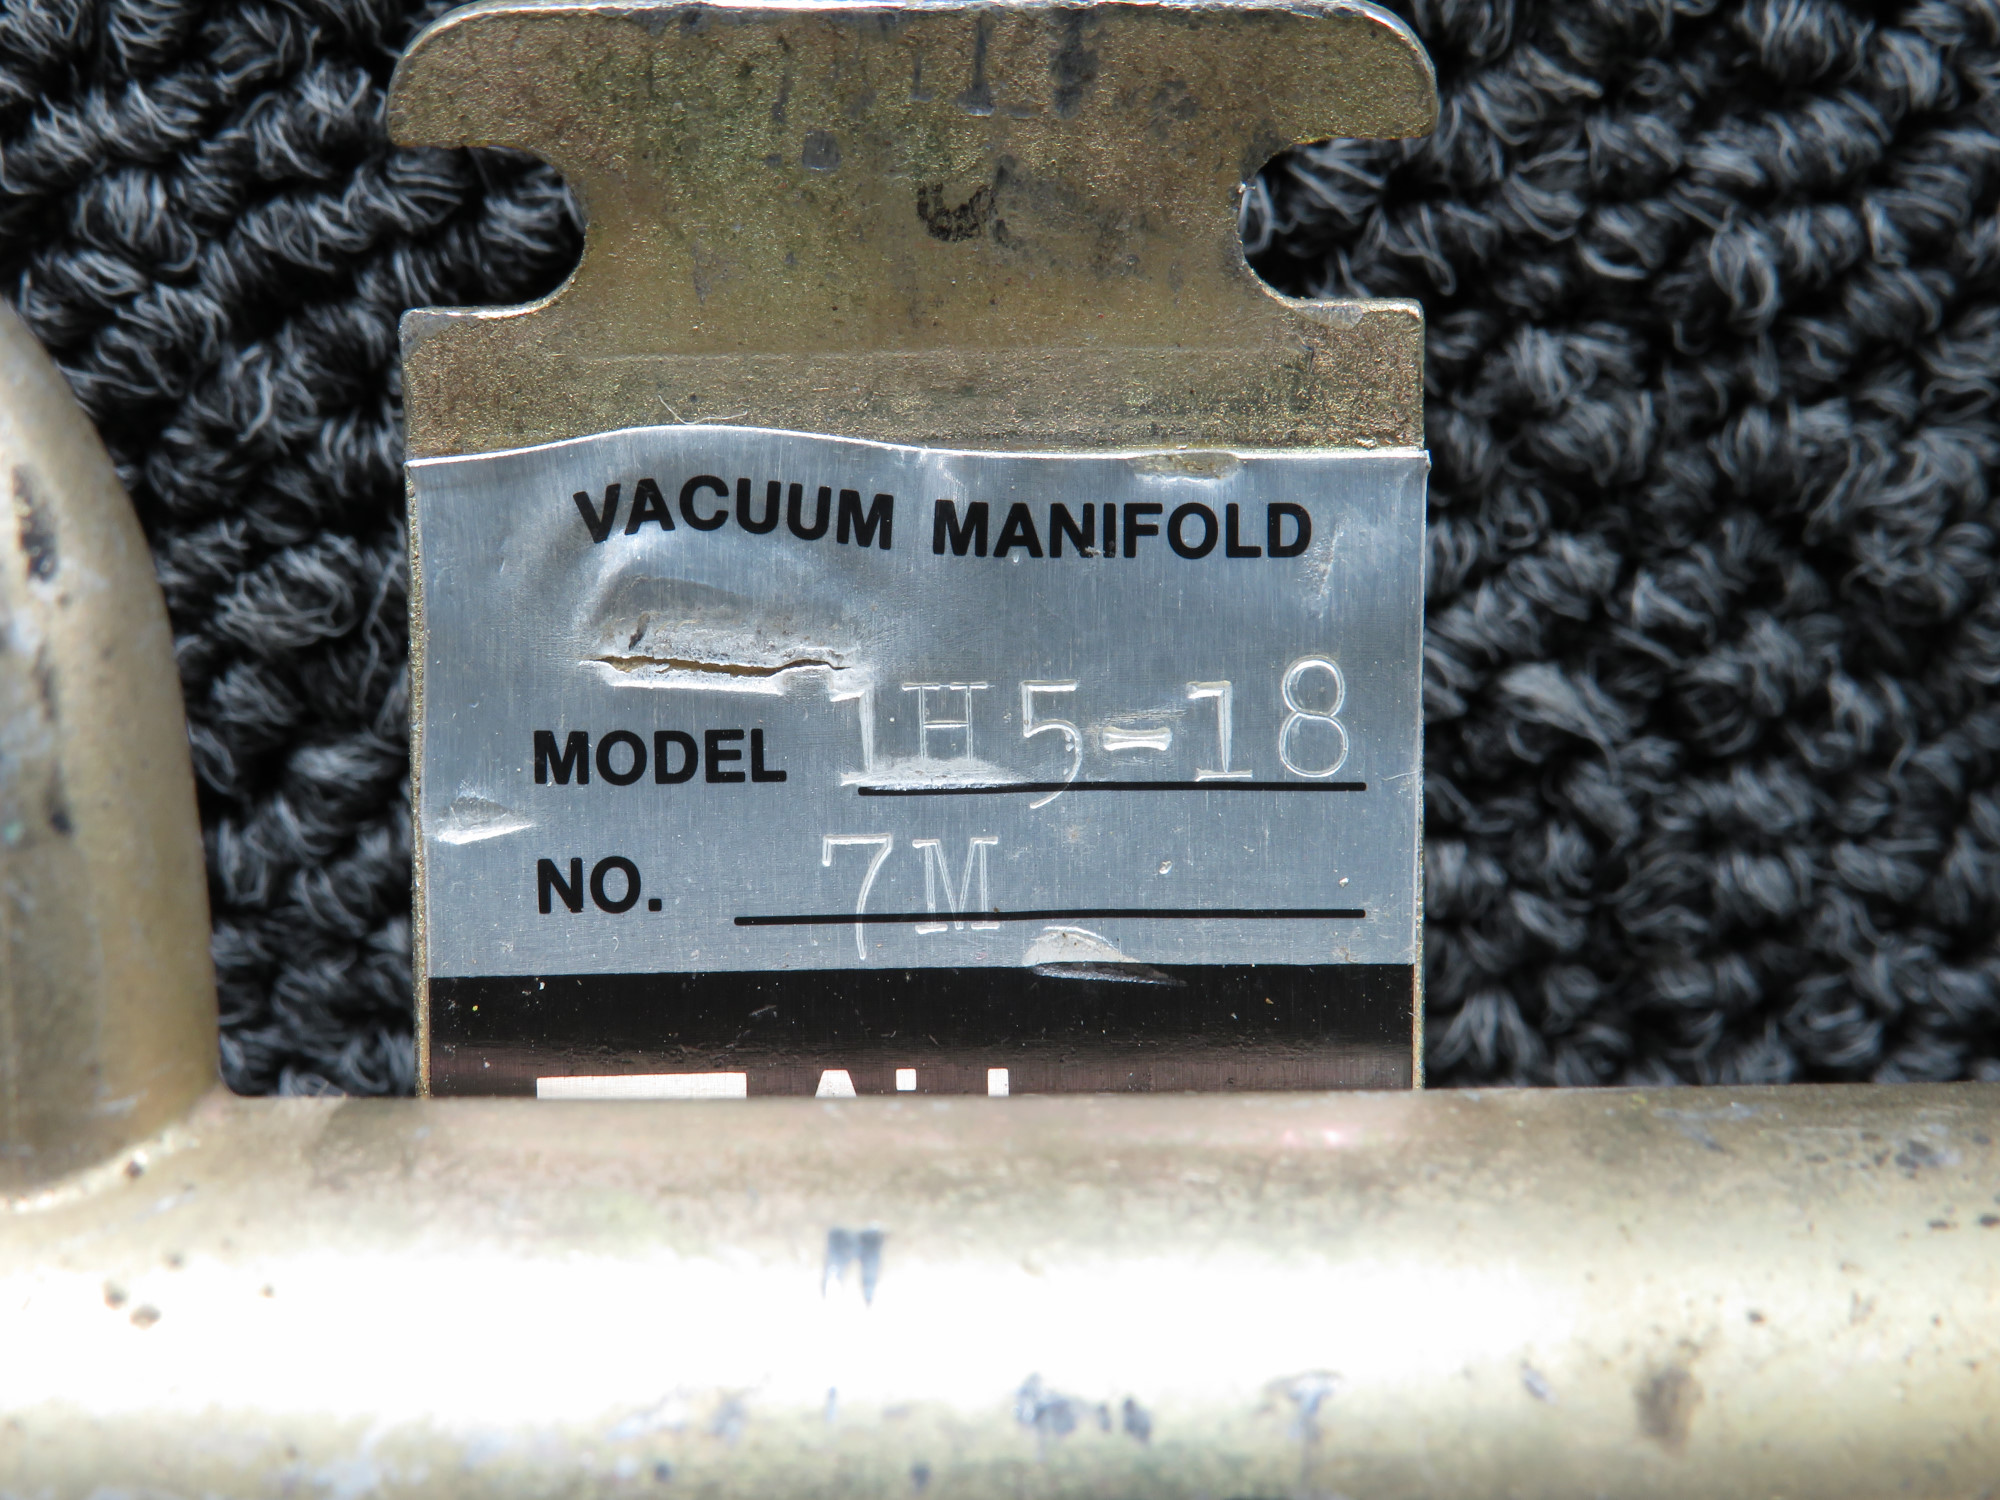 VACUUM MANIFOLD
MODEL 1H5-18
NO. 7M